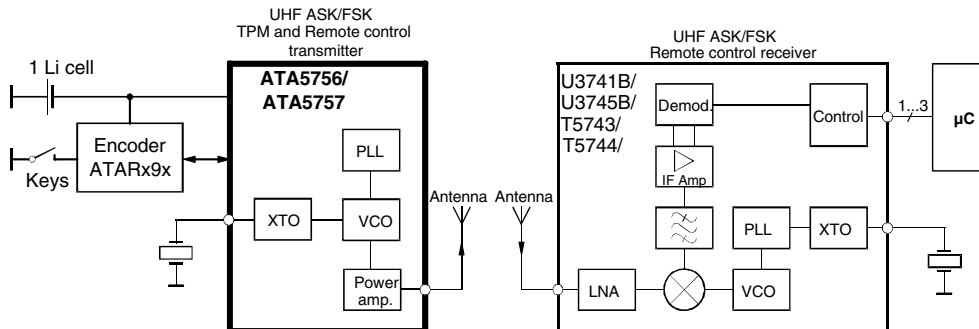 UHF ASK/FSK
TPM and Remote control
transmitter
1 Li cell
ATA5756/
ATA5757
Encoder
ATARx9x
Keys
PLL
XTO
VCO
Power
amp.
Antenna
UHF ASK/FSK
Remote control receiver
U3741B/
U3745B/
T5743/
T5744/
Demod.
Control
1...3
µC
IF Amp
Antenna
PLL
XTO
LNA
VCO